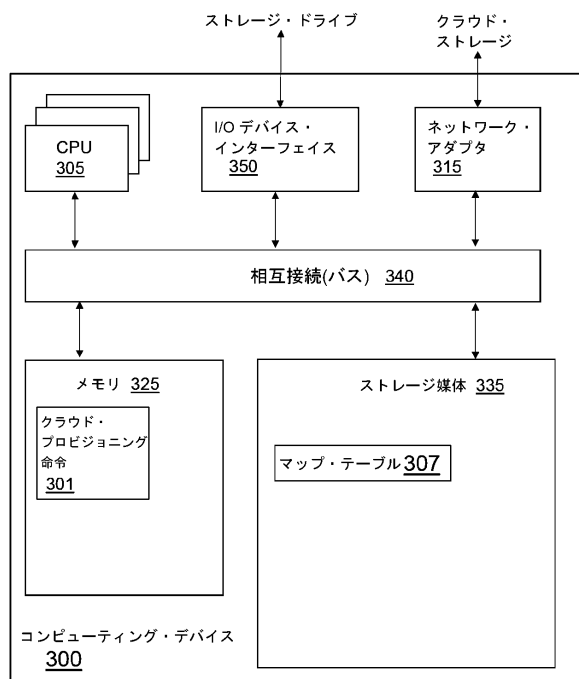 ストレージ・ドライブ
クラウド・
ストレージ
CPU
305
I/O デバイス・
インターフェイス
350
ネットワーク・
アダプタ
315
相互接続(バス) 340
メモリ 325
クラウド・
プロビジョニング
命令
301
ストレージ媒体 335
マップ・テーブル 307
コンピューティング・デバイス
300